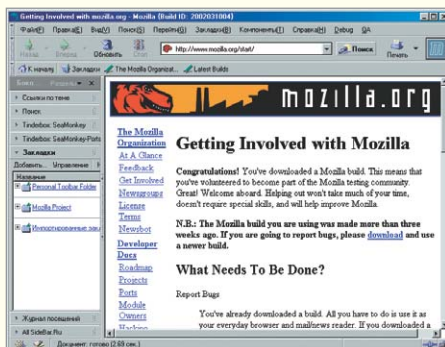 Getting Involved with mozilla.org - Mozilla {Build ID: 2002031004}
Файл(F) Правка(E) Вид(V) Поиск(S) Перейти(G) Закладки(B) Компоненты(T) Справка(H) Debug QA
Назад Вперед Обновить Стоп http://www.mozilla.org/start/ Поиск Печать
К началу Закладки The Mozilla Organizat... Latest Builds
Ссылки по теме
Поиск
Tinderbox: SeaMonkey
Tinderbox: SeaMonkey-Ports
Закладки
Добавить... Управление
Название
Personal Toolbar Folder
Mozilla Project
Импортированные зак
Журнал посещений
All SideBar.Ru
mozilla.org
The Mozilla
Organization
At A Glance
Feedback
Get Involved
Newsgroups
License
Terms
Newsbot
Developer
Docs
Roadmap
Projects
Ports
Module
Owners
Hacking
Getting Involved with Mozilla
Congratulations! You've downloaded a Mozilla build. This means that
you've volunteered to become part of the Mozilla testing community.
Great! Welcome aboard. Helping out won't take much of your time,
doesn't require special skills, and will help improve Mozilla.
N.B.: The Mozilla build you are using was made more than three
weeks ago. If you are going to report bugs, please download and use
a newer build.
What Needs To Be Done?
Report Bugs
You've already downloaded a build. All you have to do is use it as
your everyday browser and mail/news reader. If you downloaded a
Документ: готово (2.69 сек.)